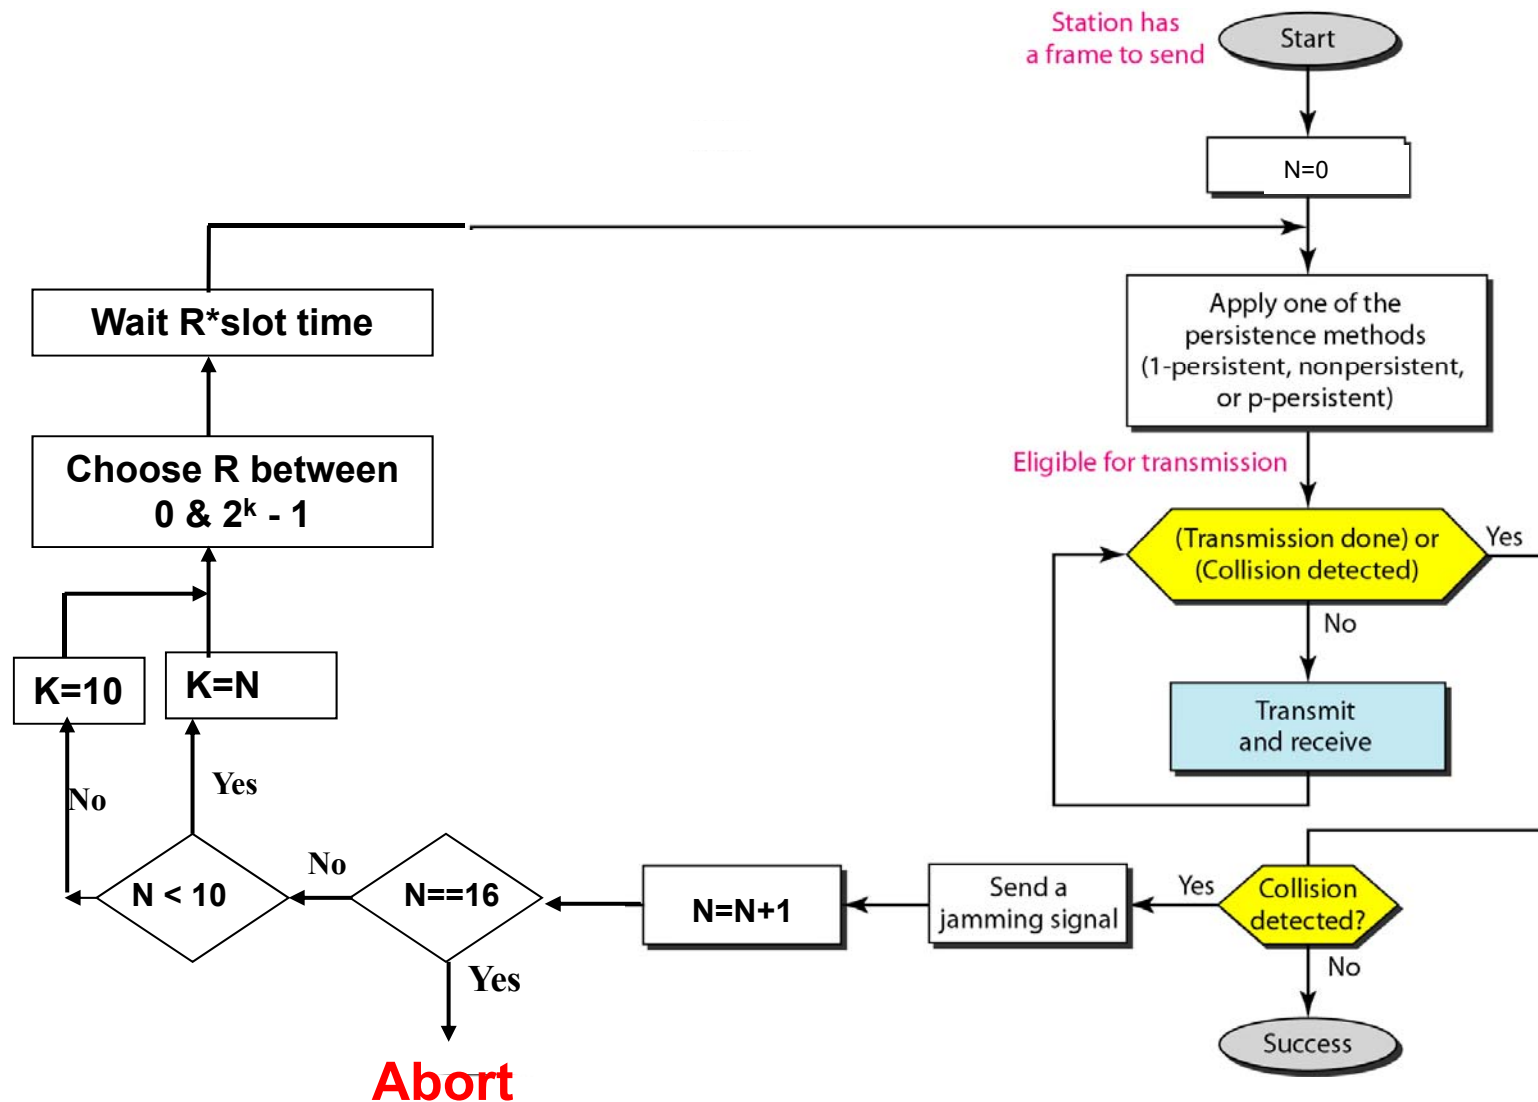 Station has
a frame to send
Start
N=0
Wait R*slot time
Apply one of the
persistence methods
(1-persistent, nonpersistent,
or p-persistent)
Choose R between
0 & 2ᵏ - 1
Eligible for transmission
(Transmission done) or
(Collision detected)
Yes
No
K=10
K=N
Transmit
and receive
No
Yes
N < 10
No
N==16
Yes
N=N+1
Send a
jamming signal
Yes
Collision
detected?
No
Abort
Success